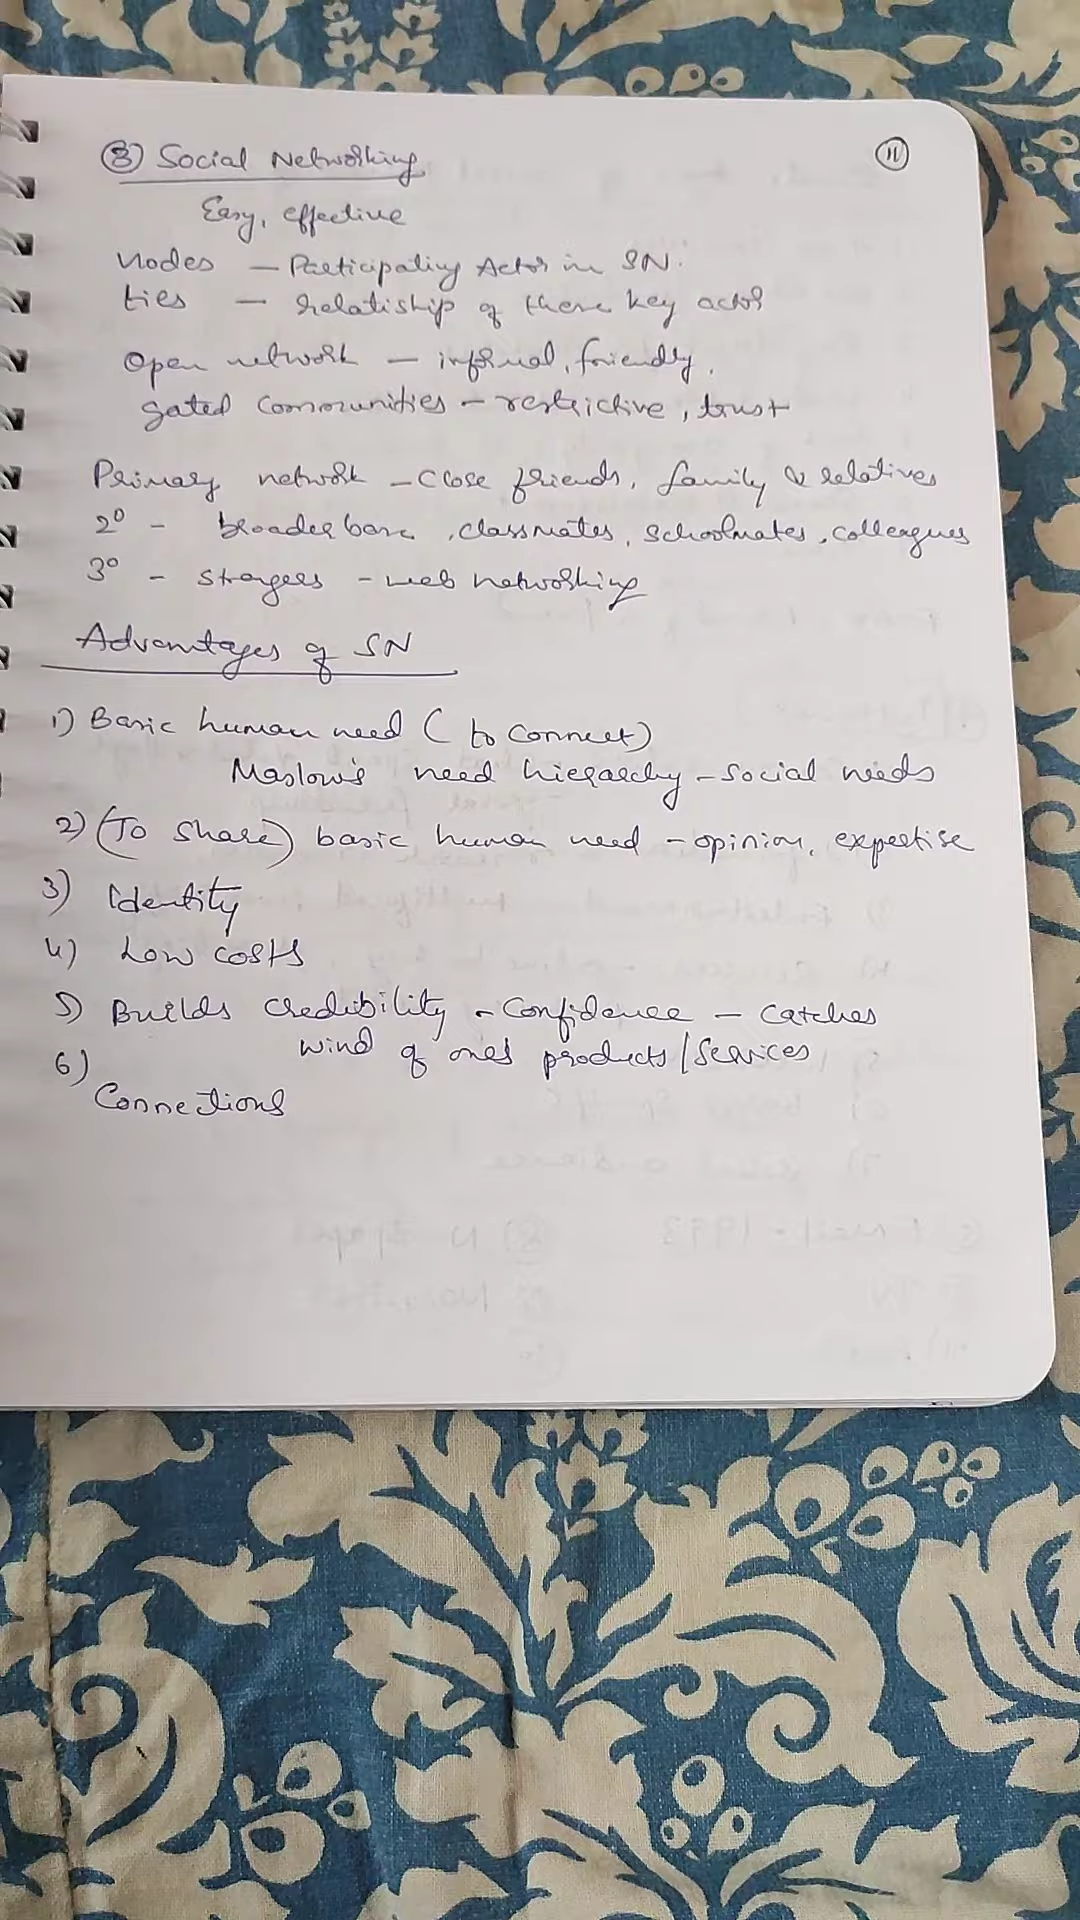 ③ Social Networking
11
Easy, effective
Nodes - Participating Actor in SN.
ties - relatiship of these key actor
Open network - informal, friendly.
gated Communities - restrictive, trust
Primary network - close friends, family & relatives
2° - broader base, classmates, schoolmates, colleagues
3° - strangers - web networking
Advantages of SN
1) Basic human need (to connect)
Maslow's need hierarchy - social needs
2) (To share) basic human need - opinion, expertise
3) Identity
4) Low costs
5) Builds credibility - Confidence - catches
wind of ones products/services
6)
Connections